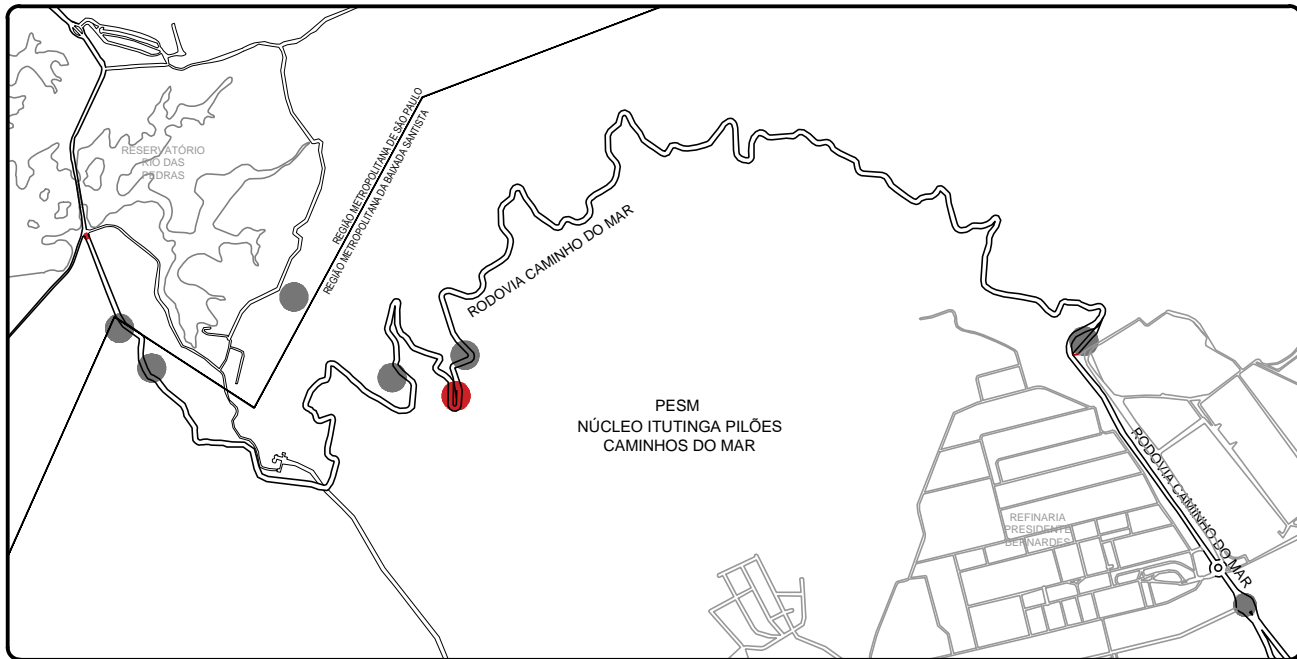 REGIÃO METROPOLITANA DE SÃO PAULO
REGIÃO METROPOLITANA DA BAIXADA SANTISTA
RESERVATÓRIO
RIO DAS
PEDRAS
RODOVIA CAMINHO DO MAR
PESM
NÚCLEO ITUTINGA PILÕES
CAMINHOS DO MAR
RODOVIA CAMINHO DO MAR
REFINARIA
PRESIDENTE
BERNARDES